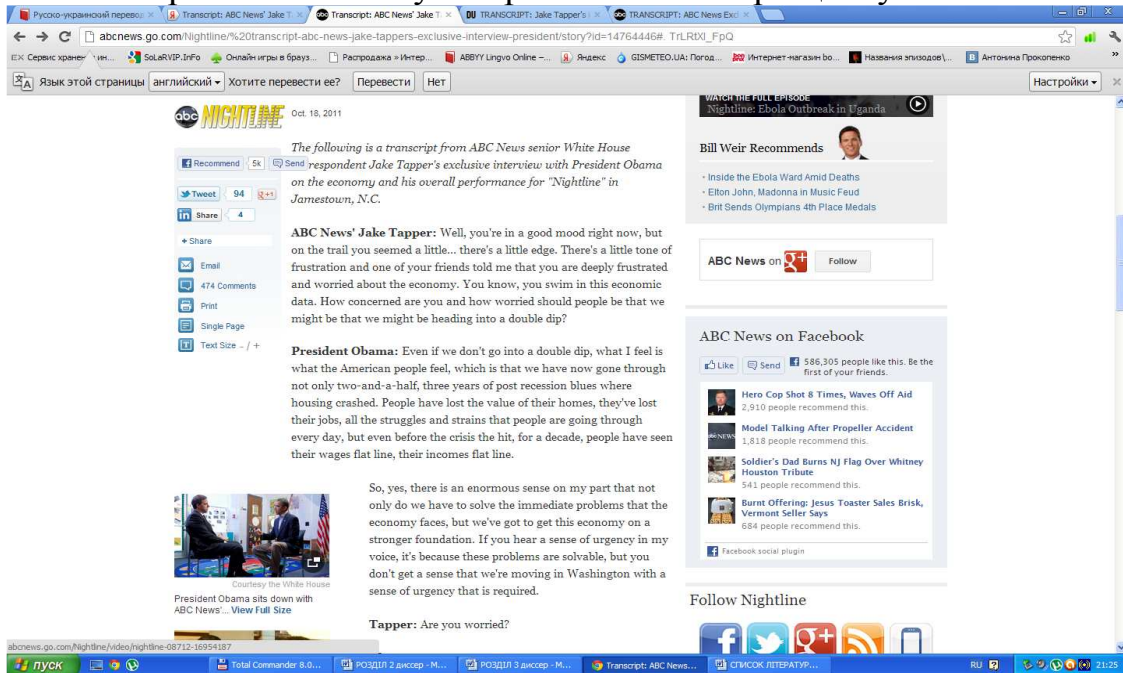 Русско-украинский перевод
Transcript: ABC News' Jake T
Transcript: ABC News' Jake T.
TRANSCRIPT: Jake Tapper's
TRANSCRIPT: ABC News Excl
abcnews.go.com/Nightline/%20transcript-abc-news-jake-tappers-exclusive-interview-president/story?id=14764446#.TrLRtXl_FpQ
SoLaRVIP.InFo
Онлайн игры в брауз...
Распродажа » Интер...
ABBYY Lingvo Online –...
Яндекс
GISMETEO.UA: Погод...
Интернет-магазин bo...
Названия эпизодов\...
В Антонина Прокопенко
Язык этой страницы английский Хотите перевести ее? Перевести Нет
Настройки
abc NIGHTLINE
Oct. 18, 2011
Recommend 5k Send
Tweet 94 +1
in Share 4
+ Share
Email
474 Comments
Print
Single Page
Text Size - / +
The following is a transcript from ABC News senior White House
respondent Jake Tapper's exclusive interview with President Obama
on the economy and his overall performance for "Nightline" in
Jamestown, N.C.
ABC News' Jake Tapper: Well, you're in a good mood right now, but
on the trail you seemed a little... there's a little edge. There's a little tone of
frustration and one of your friends told me that you are deeply frustrated
and worried about the economy. You know, you swim in this economic
data. How concerned are you and how worried should people be that we
might be that we might be heading into a double dip?
President Obama: Even if we don't go into a double dip, what I feel is
what the American people feel, which is that we have now gone through
not only two-and-a-half, three years of post recession blues where
housing crashed. People have lost the value of their homes, they've lost
their jobs, all the struggles and strains that people are going through
every day, but even before the crisis the hit, for a decade, people have seen
their wages flat line, their incomes flat line.
So, yes, there is an enormous sense on my part that not
only do we have to solve the immediate problems that the
economy faces, but we've got to get this economy on a
stronger foundation. If you hear a sense of urgency in my
voice, it's because these problems are solvable, but you
don't get a sense that we're moving in Washington with a
sense of urgency that is required.
Tapper: Are you worried?
Courtesy the White House
President Obama sits down with
ABC News'... View Full Size
WATCH THE FULL EPISODE
Nightline: Ebola Outbreak in Uganda
Bill Weir Recommends
Inside the Ebola Ward Amid Deaths
Elton John, Madonna in Music Feud
Brit Sends Olympians 4th Place Medals
ABC News on g+ Follow
ABC News on Facebook
Like Send 586,305 people like this. Be the
first of your friends.
Hero Cop Shot 8 Times, Waves Off Aid
2,910 people recommend this.
Model Talking After Propeller Accident
1,818 people recommend this.
Soldier's Dad Burns NJ Flag Over Whitney
Houston Tribute
541 people recommend this.
Burnt Offering: Jesus Toaster Sales Brisk,
Vermont Seller Says
684 people recommend this.
Facebook social plugin
Follow Nightline
abcnews.go.com/Nightline/video/nightline-08712-16954187
пуск
Total Commander 8.0...
РОЗДІЛ 2 диссер - M...
РОЗДІЛ 3 диссер - M...
Transcript: ABC News...
СПИСОК ЛІТЕРАТУР...
RU
21:25